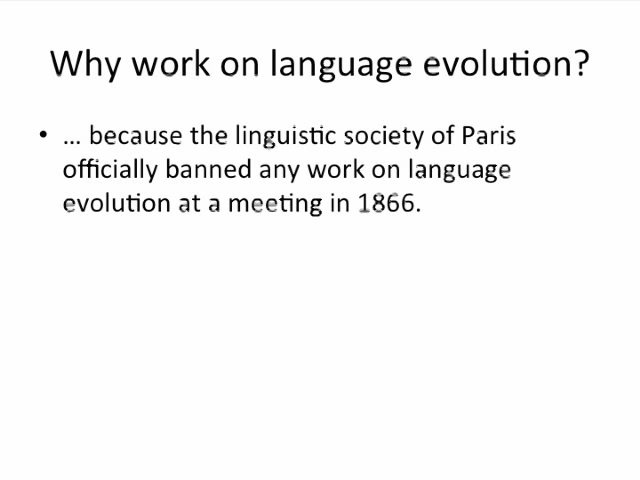 Why work on language evolution?
• … because the linguistic society of Paris
officially banned any work on language
evolution at a meeting in 1866.